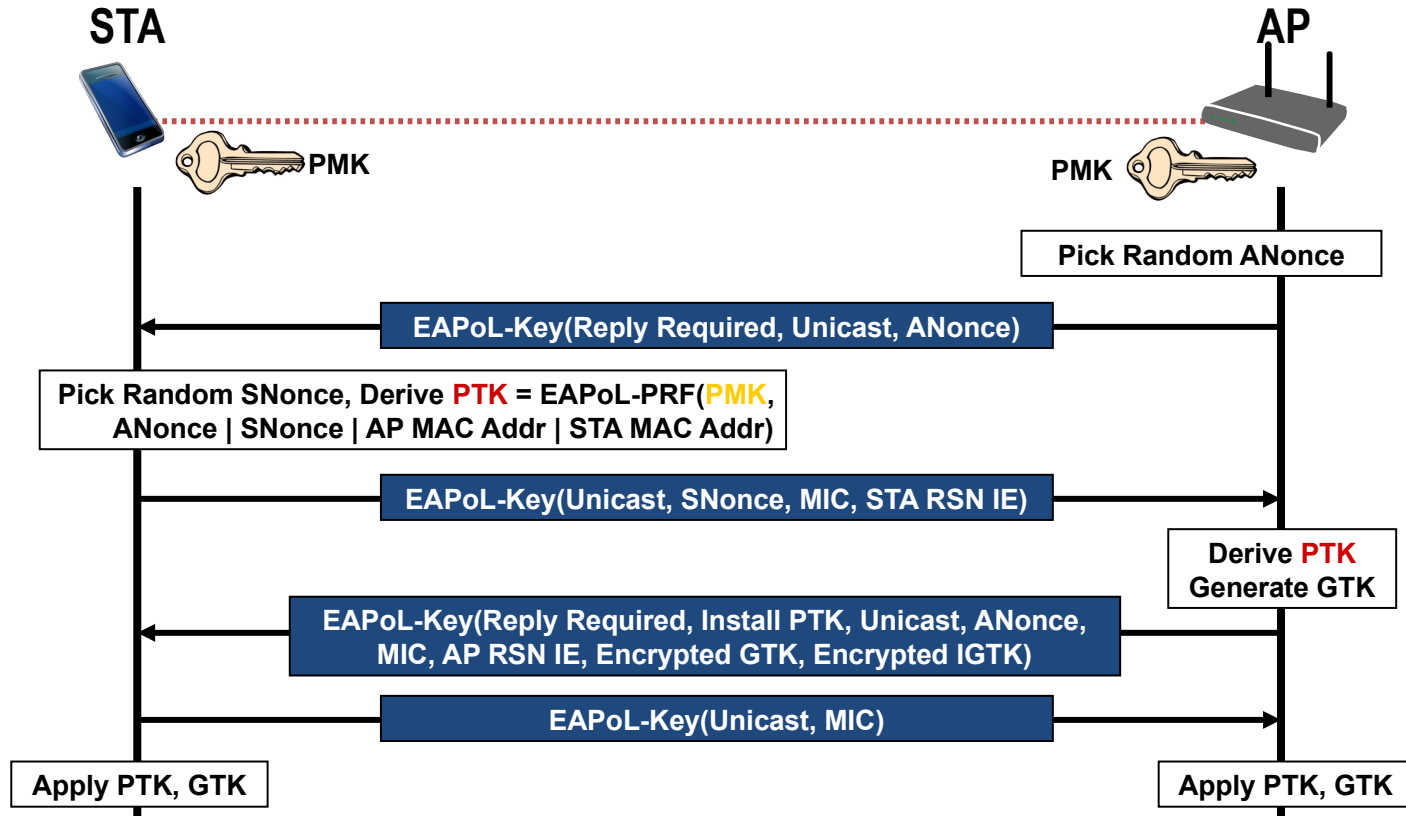 STA
AP
PMK
PMK
Pick Random ANonce
EAPoL-Key(Reply Required, Unicast, ANonce)
Pick Random SNonce, Derive PTK = EAPoL-PRF(PMK,
ANonce | SNonce | AP MAC Addr | STA MAC Addr)
EAPoL-Key(Unicast, SNonce, MIC, STA RSN IE)
Derive PTK
Generate GTK
EAPoL-Key(Reply Required, Install PTK, Unicast, ANonce,
MIC, AP RSN IE, Encrypted GTK, Encrypted IGTK)
EAPoL-Key(Unicast, MIC)
Apply PTK, GTK
Apply PTK, GTK